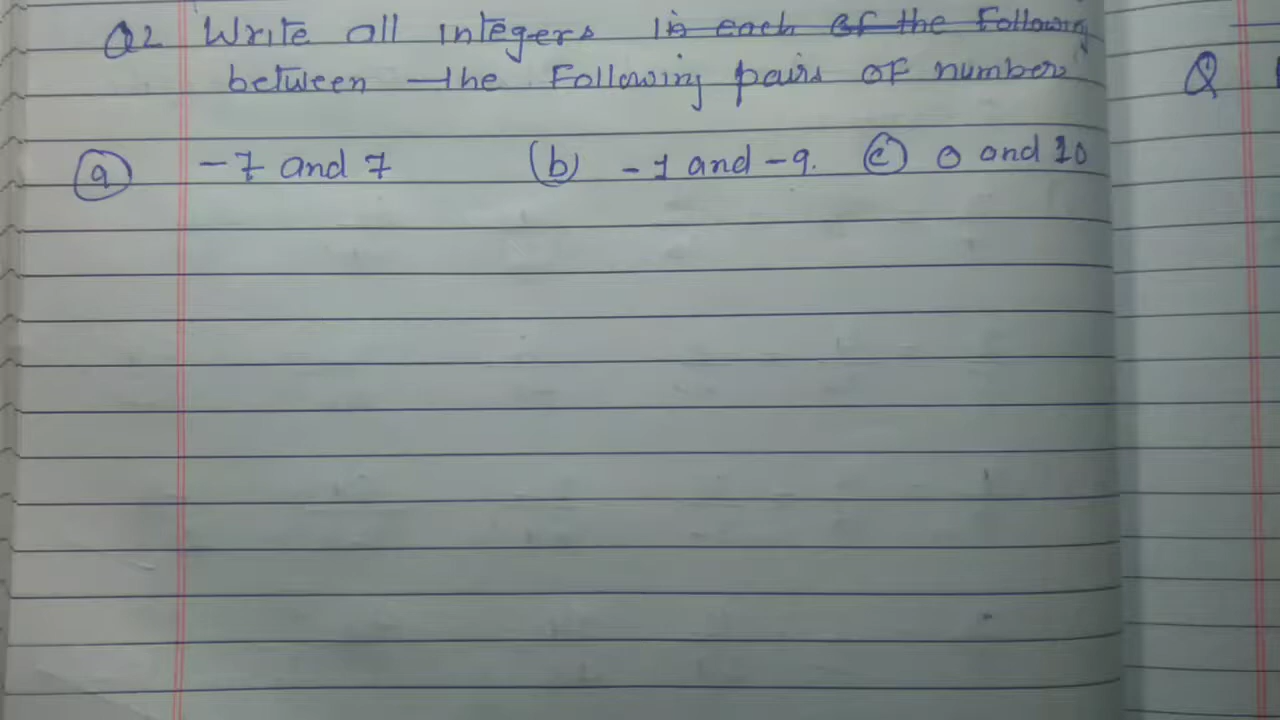 Q2 Write all integers in each of the Following
between the Following pairs of number
(a) -7 and 7 (b) -1 and -9. (c) 0 and 10
Q